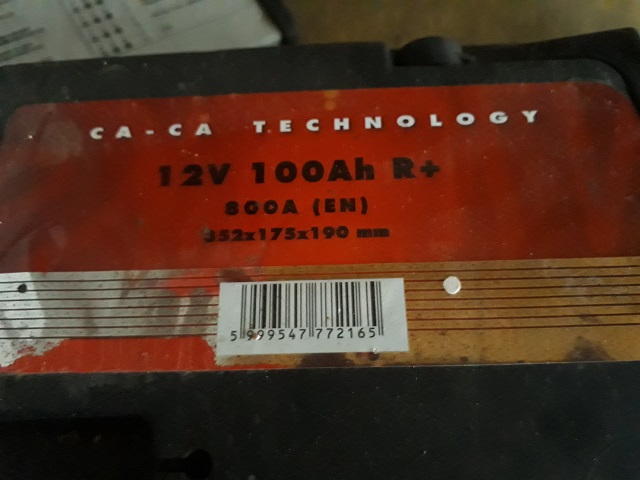 CA-CA TECHNOLOGY
12V 100Ah R+
800A (EN)
352x175x190 mm
5 999547 772165